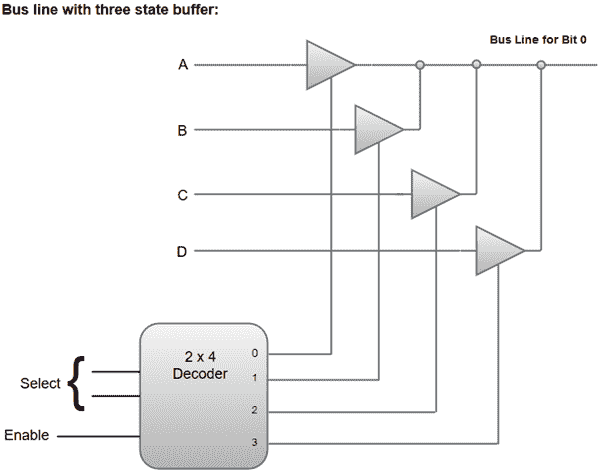 Bus line with three state buffer:
Bus Line for Bit 0
A
B
C
D
2 x 4
Decoder
0
1
2
3
Select
Enable